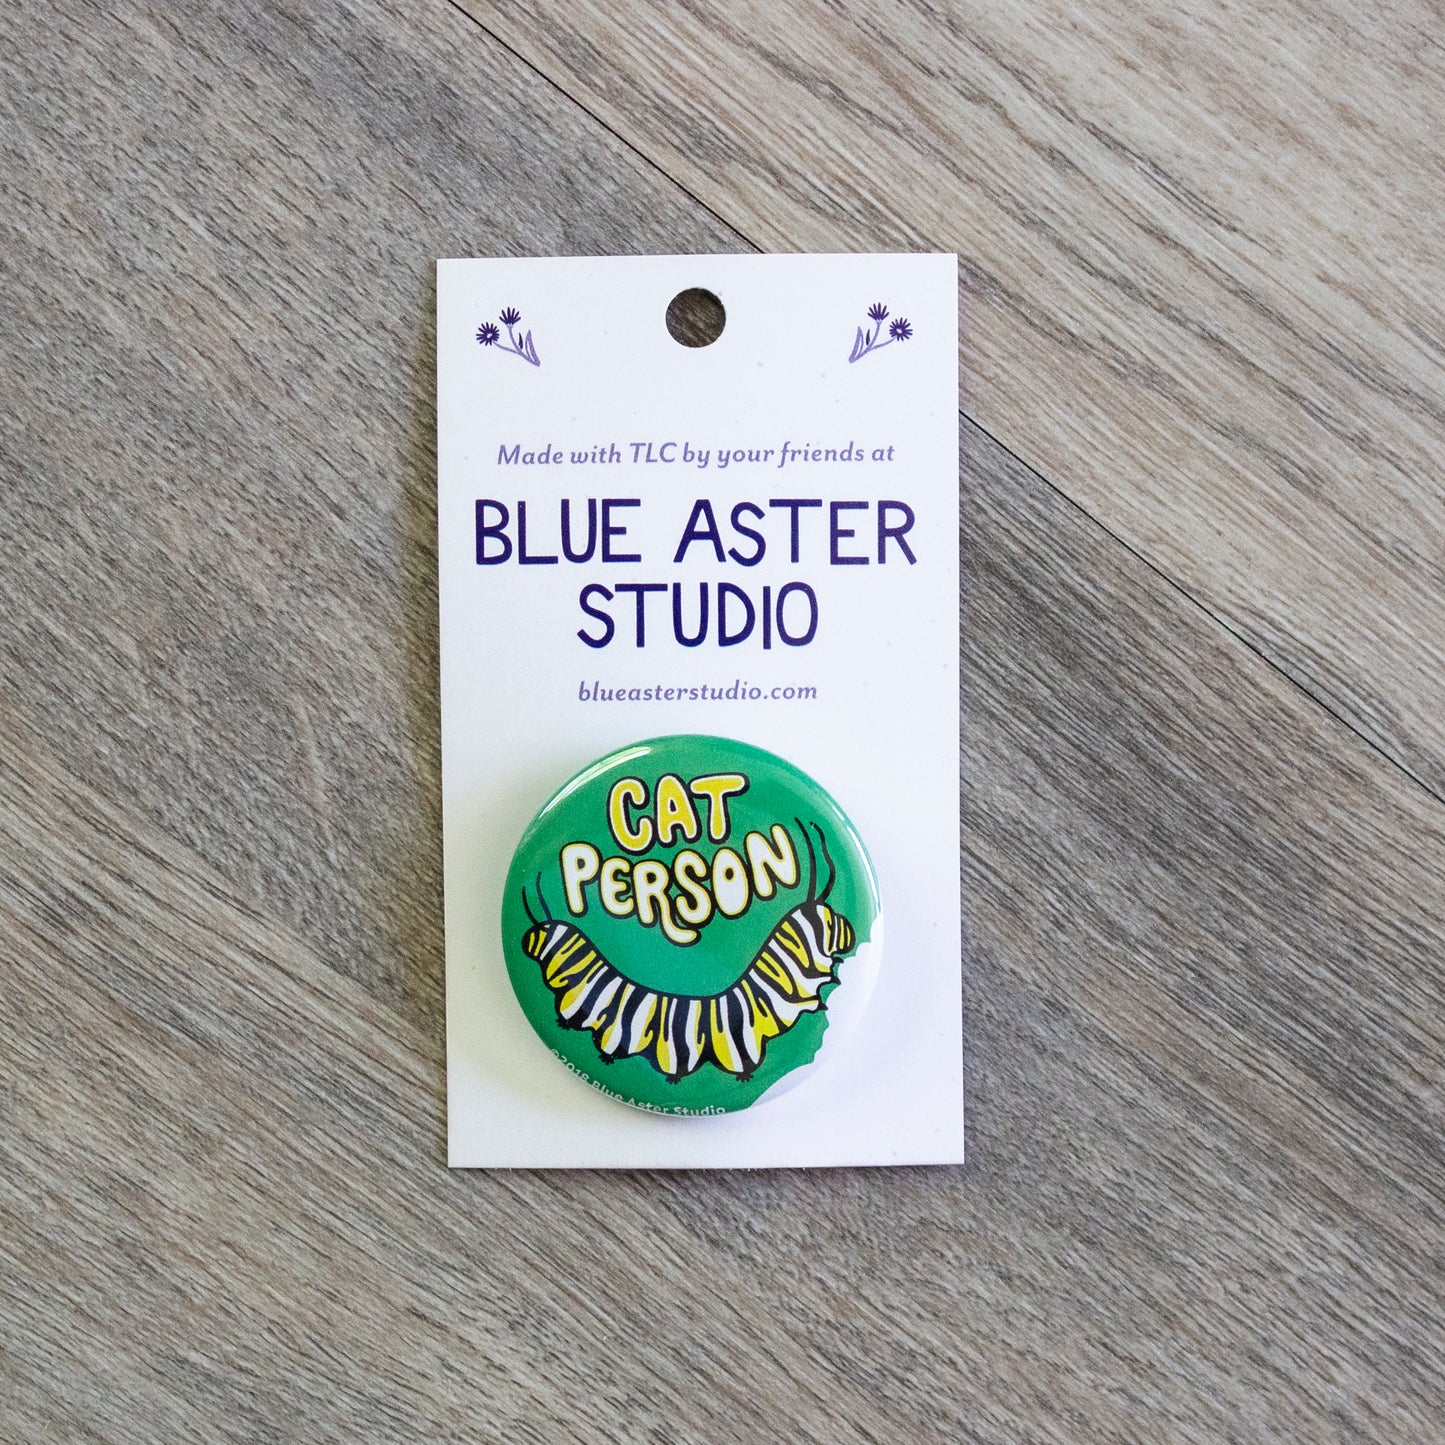 Made with TLC by your friends at
BLUE ASTER
STUDIO
blueasterstudio.com
CAT
PERSON
©2018 Blue Aster Studio